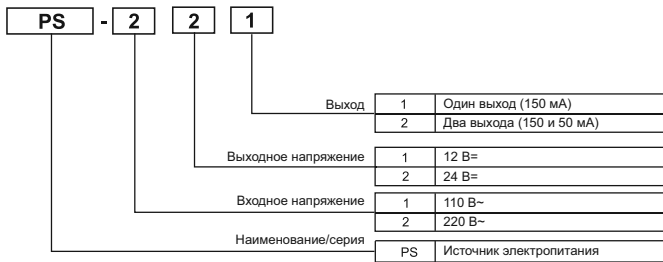 PS - 2 2 1
Выход 1 Один выход (150 мА)
2 Два выхода (150 и 50 мА)
Выходное напряжение 1 12 В=
2 24 В=
Входное напряжение 1 110 В~
2 220 В~
Наименование/серия PS Источник электропитания